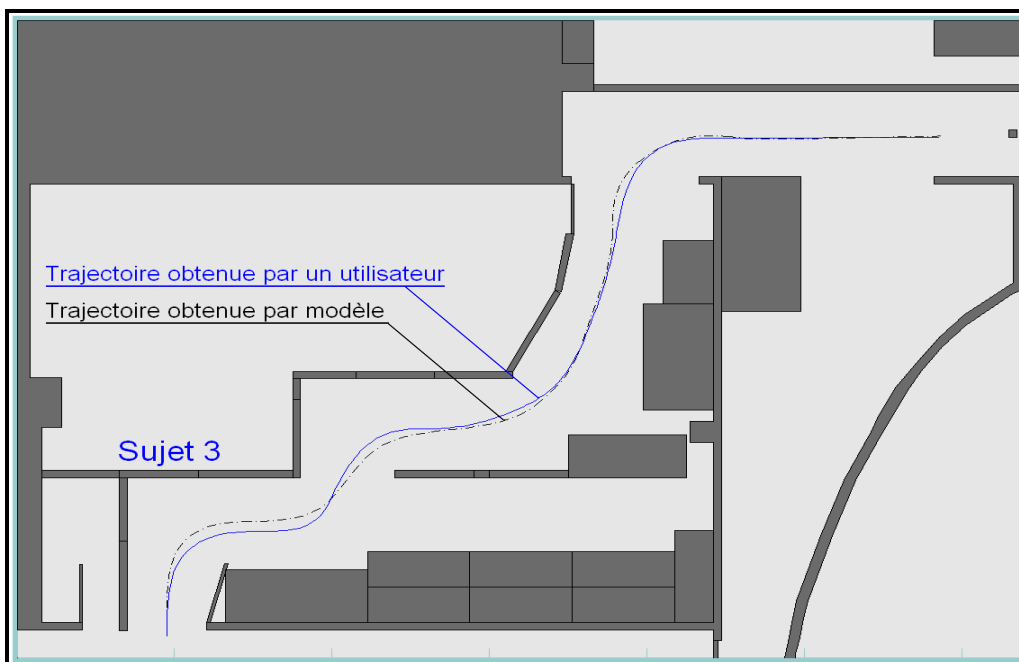 Trajectoire obtenue par un utilisateur
Trajectoire obtenue par modèle
Sujet 3